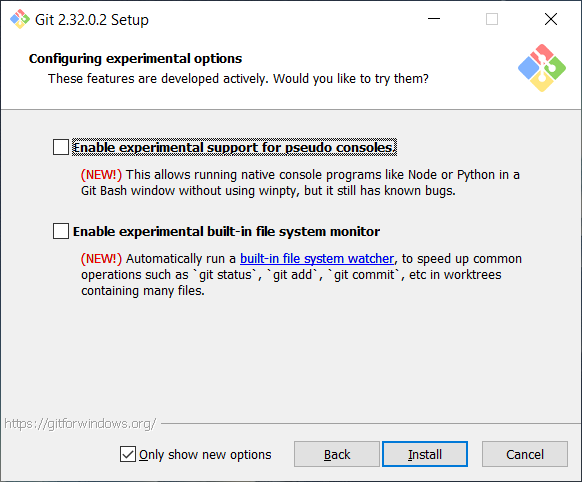 Git 2.32.0.2 Setup
Configuring experimental options
These features are developed actively. Would you like to try them?
Enable experimental support for pseudo consoles.
(NEW!) This allows running native console programs like Node or Python in a
Git Bash window without using winpty, but it still has known bugs.
Enable experimental built-in file system monitor
(NEW!) Automatically run a built-in file system watcher, to speed up common
operations such as `git status`, `git add`, `git commit`, etc in worktrees
containing many files.
https://gitforwindows.org/
Only show new options
Back
Install
Cancel